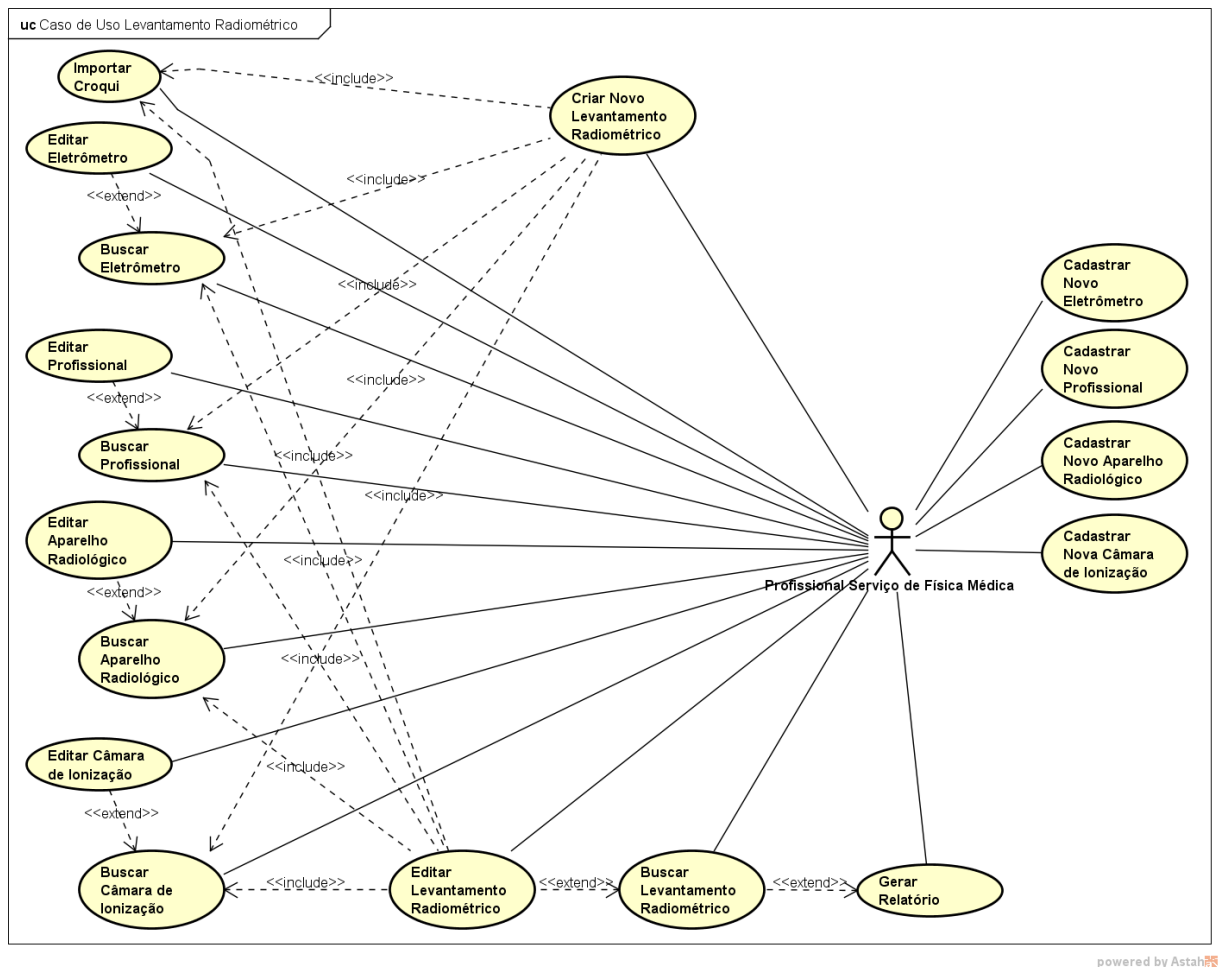 uc Caso de Uso Levantamento Radiométrico
Importar
Croqui
<<include>>
Criar Novo
Levantamento
Radiométrico
Editar
Eletrômetro
<<include>>
<<extend>>
Buscar
Eletrômetro
<<include>>
Cadastrar
Novo
Eletrômetro
Editar
Profissional
<<include>>
<<extend>>
Cadastrar
Novo
Profissional
Buscar
Profissional
<<include>>
<<include>>
Cadastrar
Novo Aparelho
Radiológico
Editar
Aparelho
Radiológico
<<include>>
<<extend>>
Cadastrar
Nova Câmara
de Ionização
Profissional Serviço de Física Médica
Buscar
Aparelho
Radiológico
<<include>>
Editar Câmara
de Ionização
<<include>>
<<extend>>
Buscar
Câmara de
Ionização
<<include>>
Editar
Levantamento
Radiométrico
<<extend>>
Buscar
Levantamento
Radiométrico
<<extend>>
Gerar
Relatório
powered by Astah